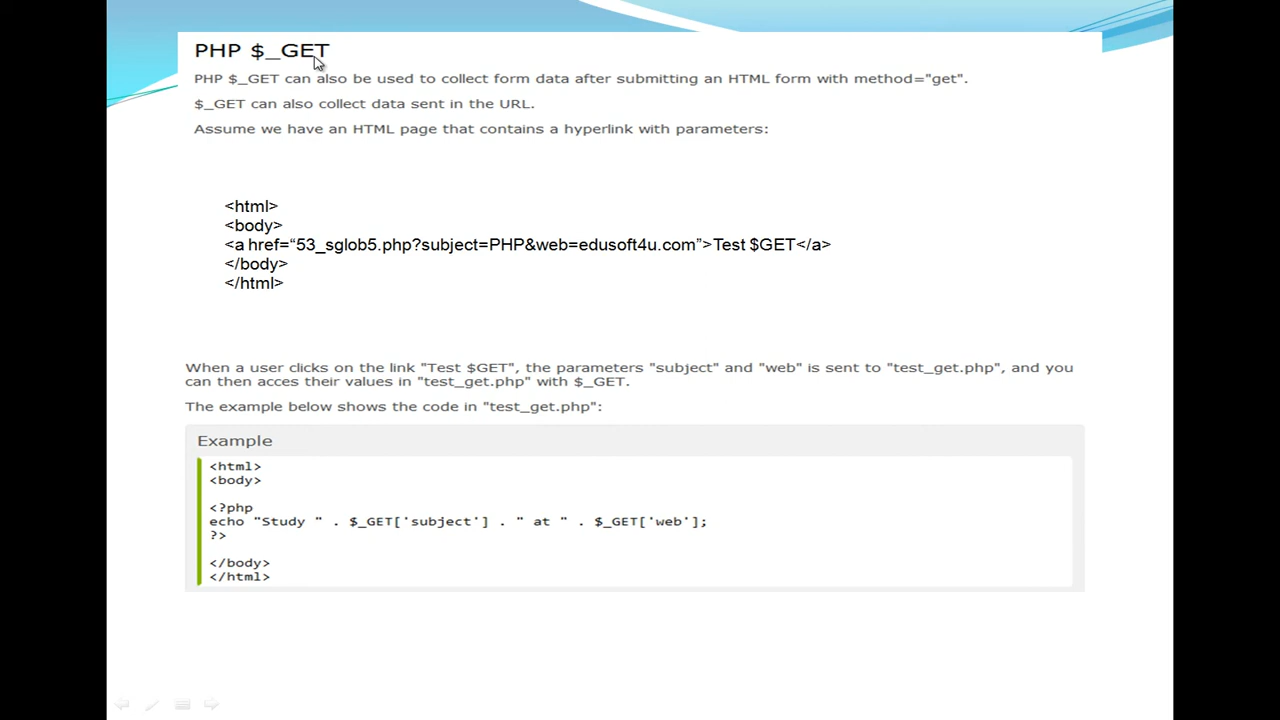 PHP $_GET
PHP $_GET can also be used to collect form data after submitting an HTML form with method="get".
$_GET can also collect data sent in the URL.
Assume we have an HTML page that contains a hyperlink with parameters:
<html>
<body>
<a href=“53_sglob5.php?subject=PHP&web=edusoft4u.com”>Test $GET</a>
</body>
</html>
When a user clicks on the link "Test $GET", the parameters "subject" and "web" is sent to "test_get.php", and you
can then acces their values in "test_get.php" with $_GET.
The example below shows the code in "test_get.php":
Example
<html>
<body>
<?php
echo "Study " . $_GET['subject'] . " at " . $_GET['web'];
?>
</body>
</html>